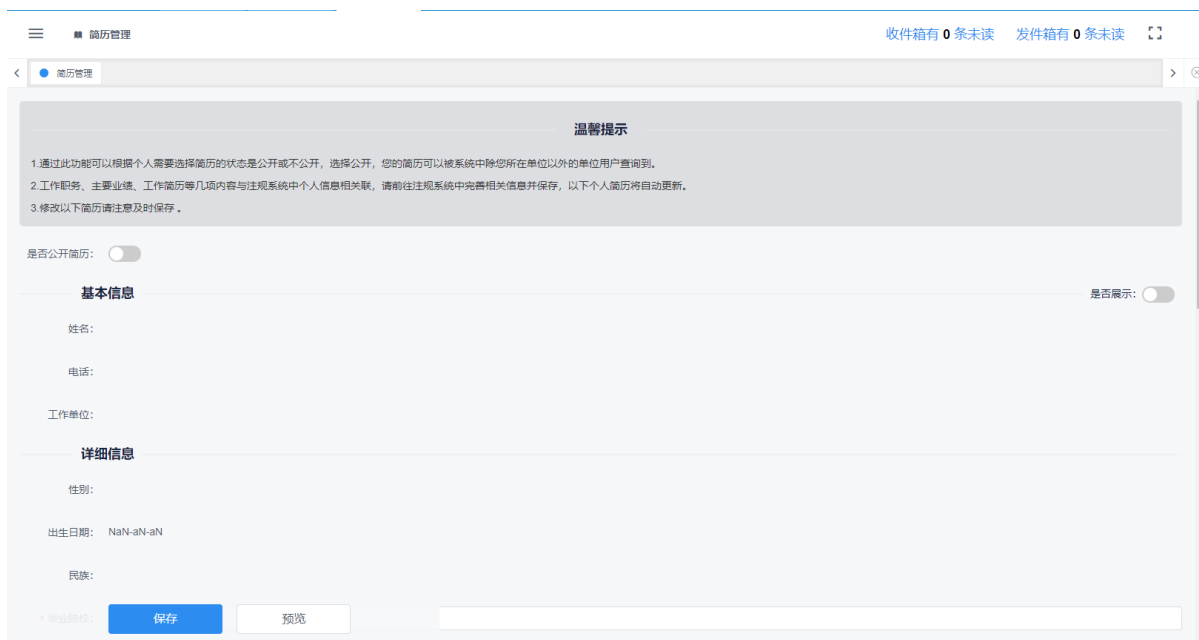 简历管理
收件箱有 0 条未读 发件箱有 0 条未读
简历管理
温馨提示
1.通过此功能可以根据个人需要选择简历的状态是公开或不公开，选择公开，您的简历可以被系统中除您所在单位以外的单位用户查询到。
2.工作职务、主要业绩、工作简历等几项内容与注规系统中个人信息相关联，请前往注规系统中完善相关信息并保存，以下个人简历将自动更新。
3.修改以下简历请注意及时保存 。
是否公开简历：
基本信息 是否展示：
姓名：
电话：
工作单位：
详细信息
性别：
出生日期： NaN-aN-aN
民族：
* 毕业院校： 保存 预览